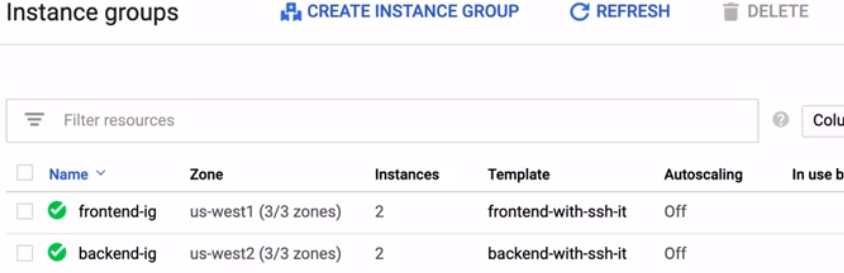 Instance groups CREATE INSTANCE GROUP REFRESH DELETE
Filter resources Colu
Name Zone Instances Template Autoscaling In use b
frontend-ig us-west1 (3/3 zones) 2 frontend-with-ssh-it Off
backend-ig us-west2 (3/3 zones) 2 backend-with-ssh-it Off